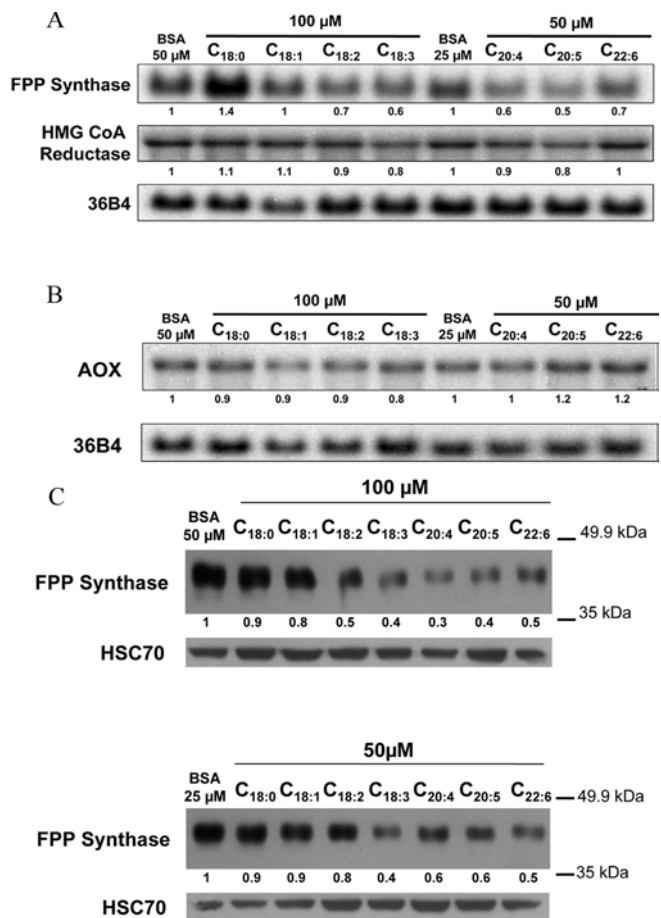 A
100 µM 50 µM
BSA 50 µM C18:0 C18:1 C18:2 C18:3 BSA 25 µM C20:4 C20:5 C22:6
FPP Synthase
1 1.4 1 0.7 0.6 1 0.6 0.5 0.7
HMG CoA Reductase
1 1.1 1.1 0.9 0.8 1 0.9 0.8 1
36B4
B
100 µM 50 µM
BSA 50 µM C18:0 C18:1 C18:2 C18:3 BSA 25 µM C20:4 C20:5 C22:6
AOX
1 0.9 0.9 0.9 0.8 1 1 1.2 1.2
36B4
C
100 µM
BSA 50 µM C18:0 C18:1 C18:2 C18:3 C20:4 C20:5 C22:6 49.9 kDa
FPP Synthase
1 0.9 0.8 0.5 0.4 0.3 0.4 0.5 35 kDa
HSC70
50µM
BSA 25 µM C18:0 C18:1 C18:2 C18:3 C20:4 C20:5 C22:6 49.9 kDa
FPP Synthase
1 0.9 0.9 0.8 0.4 0.6 0.6 0.5 35 kDa
HSC70